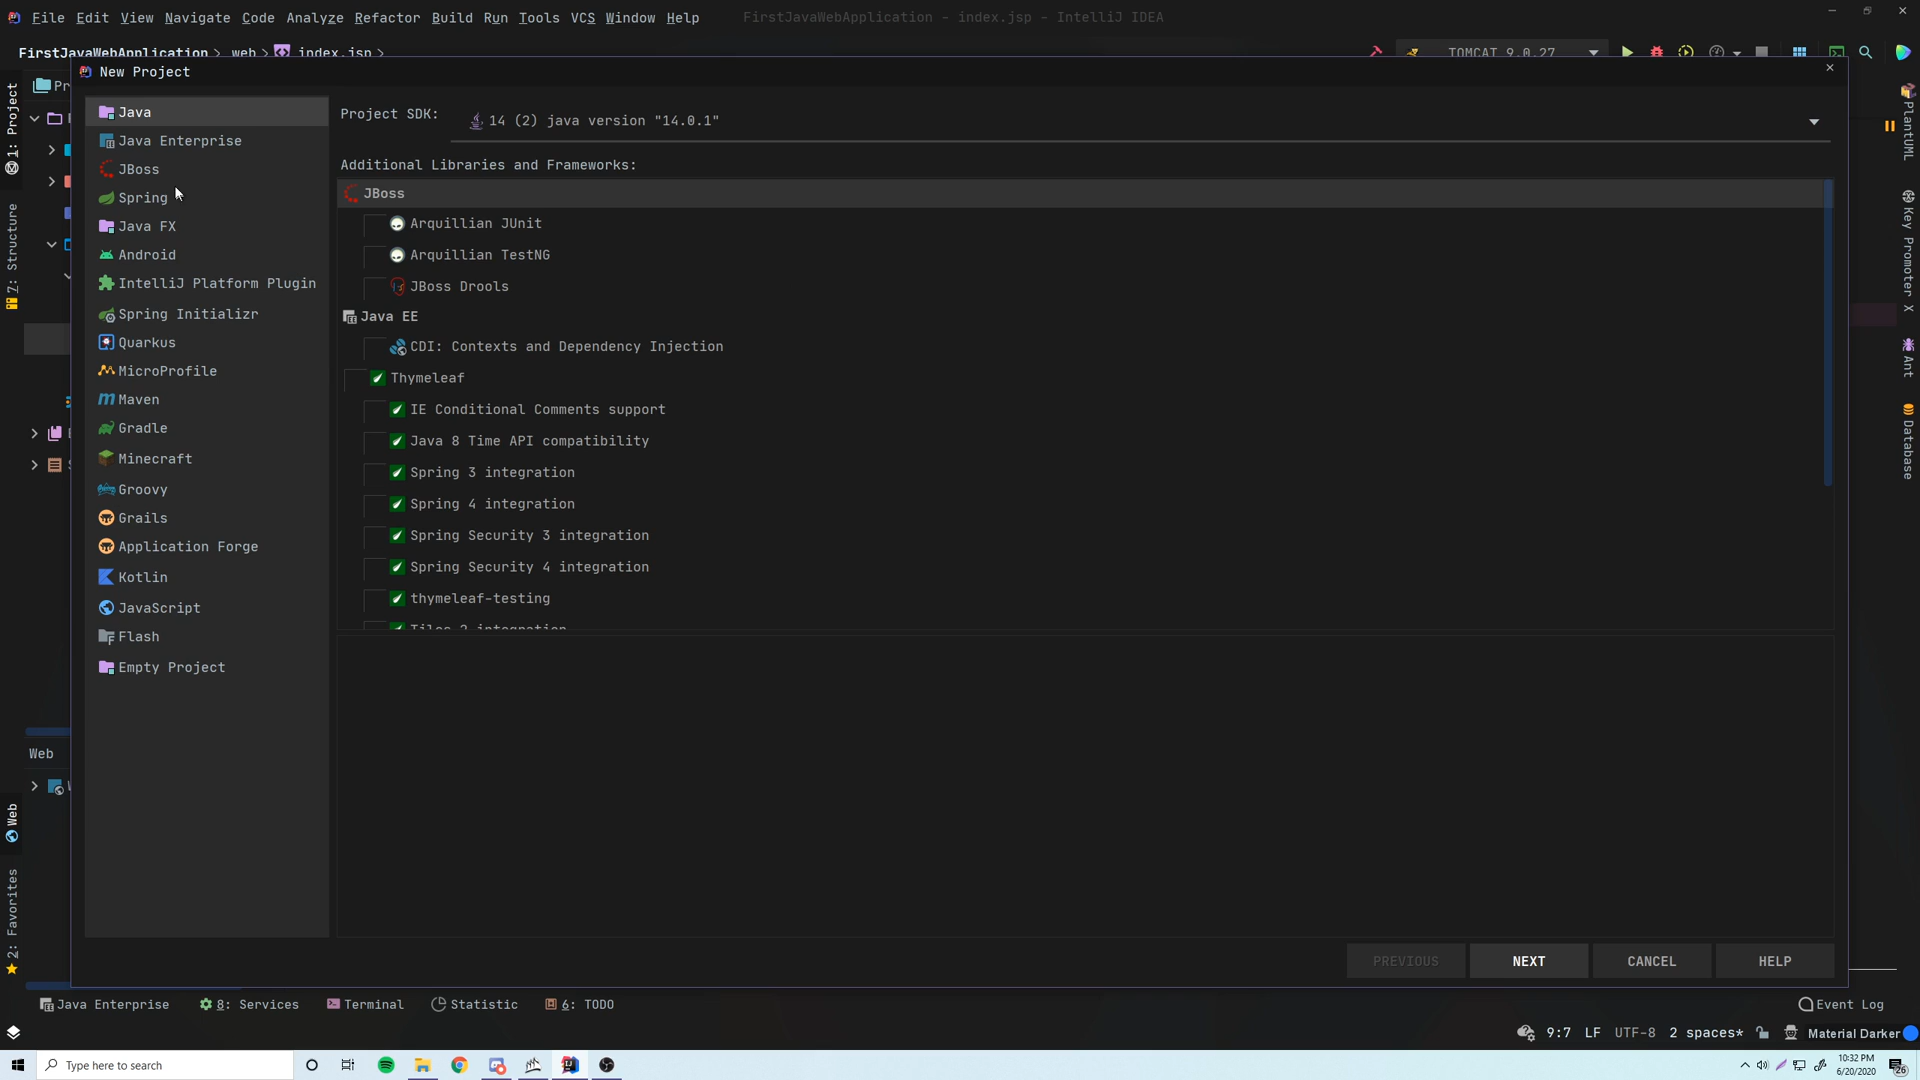 File Edit View Navigate Code Analyze Refactor Build Run Tools VCS Window Help FirstJavaWebApplication - index.jsp - IntelliJ IDEA
FirstJavaWebApplication > web > index.jsp > TOMCAT 9.0.27
New Project
1: Project
7: Structure
Web
2: Favorites
Java
Java Enterprise
JBoss
Spring
Java FX
Android
IntelliJ Platform Plugin
Spring Initializr
Quarkus
MicroProfile
Maven
Gradle
Minecraft
Groovy
Grails
Application Forge
Kotlin
JavaScript
Flash
Empty Project
Web
Project SDK: 14 (2) java version "14.0.1"
Additional Libraries and Frameworks:
JBoss
Arquillian JUnit
Arquillian TestNG
JBoss Drools
Java EE
CDI: Contexts and Dependency Injection
Thymeleaf
IE Conditional Comments support
Java 8 Time API compatibility
Spring 3 integration
Spring 4 integration
Spring Security 3 integration
Spring Security 4 integration
thymeleaf-testing
Tiles 2 integration
PREVIOUS NEXT CANCEL HELP
PlantUML
Key Promoter X
Ant
Database
Java Enterprise 8: Services Terminal Statistic 6: TODO Event Log
9:7 LF UTF-8 2 spaces* Material Darker
Type here to search
10:32 PM
6/20/2020
26